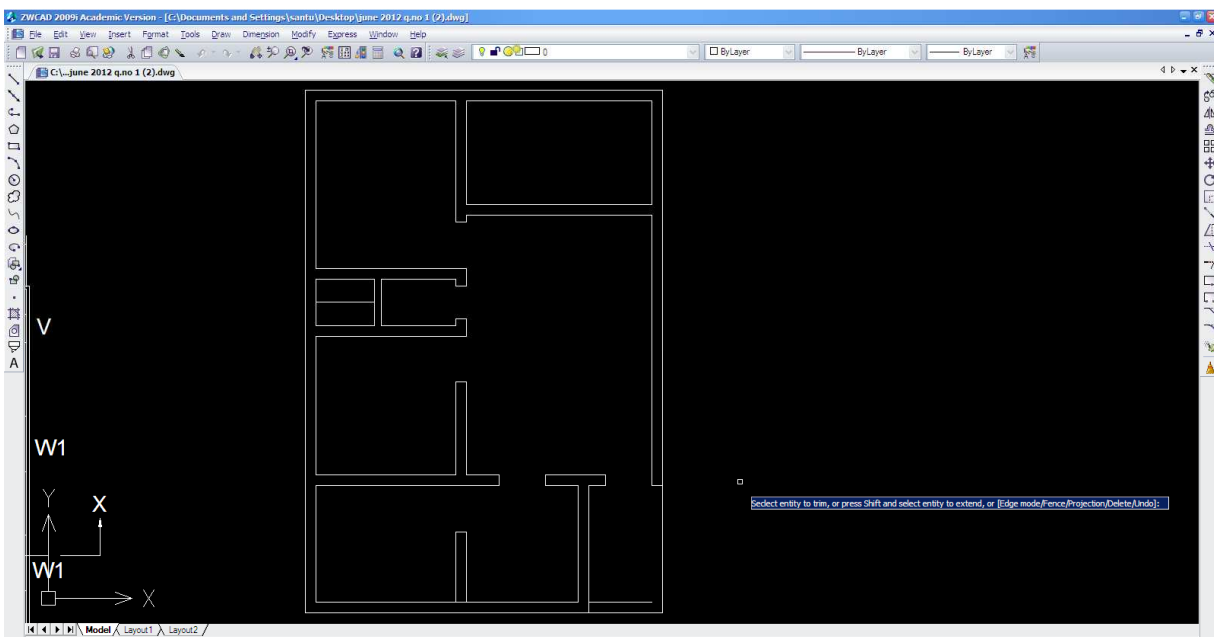 ZWCAD 2009i Academic Version - [C:\Documents and Settings\santu\Desktop\june 2012 q.no 1 (2).dwg]
File Edit View Insert Format Tools Draw Dimension Modify Express Window Help
0 ByLayer ByLayer ByLayer
C:\...june 2012 q.no 1 (2).dwg
A
V
W1
Y
X
W1
X
Sedect entity to trim, or press Shift and select entity to extend, or [Edge mode/Fence/Projection/Delete/Undo]:
Model Layout1 Layout2